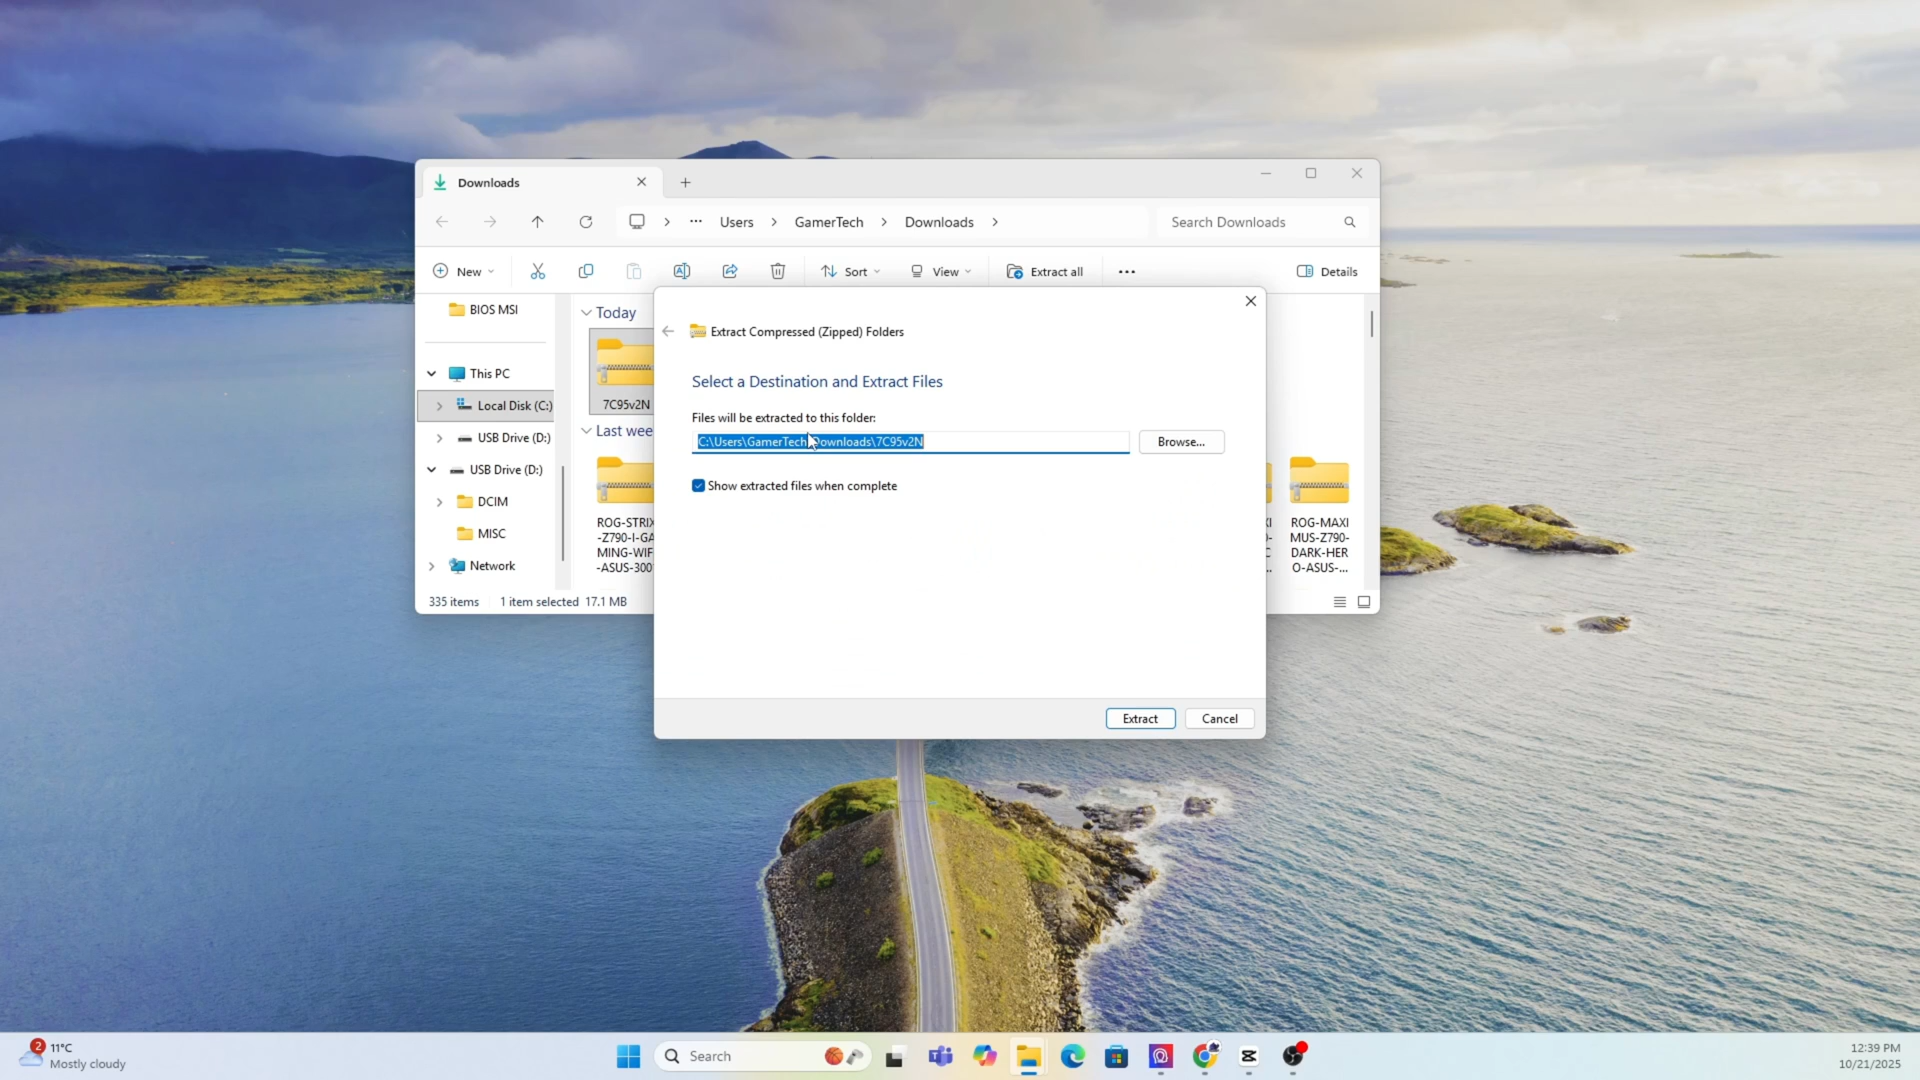 Downloads
Users
GamerTech
Downloads
Search Downloads
New
Sort
View
Extract all
Details
BIOS MSI
This PC
Local Disk (C:)
USB Drive (D:)
USB Drive (D:)
DCIM
MISC
Network
Today
7C95v2N
Last wee
ROG-STRIX
-Z790-I-GA
MING-WIF
-ASUS-300
ROG-MAXI
MUS-Z790-
DARK-HER
O-ASUS-...
335 items
1 item selected 17.1 MB
Extract Compressed (Zipped) Folders
Select a Destination and Extract Files
Files will be extracted to this folder:
C:\Users\GamerTech\Downloads\7C95v2N
Browse...
Show extracted files when complete
Extract
Cancel
2
11°C
Mostly cloudy
Search
12:39 PM
10/21/2025